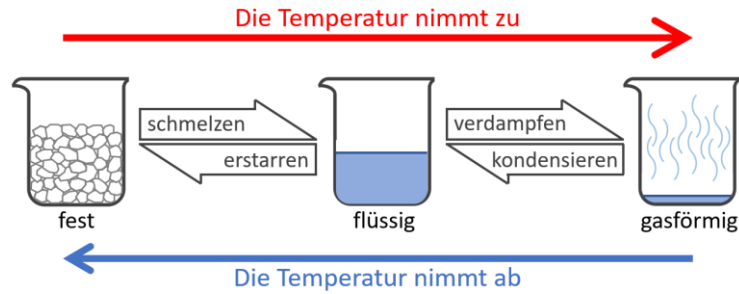 Die Temperatur nimmt zu
schmelzen
erstarren
verdampfen
kondensieren
fest
flüssig
gasförmig
Die Temperatur nimmt ab